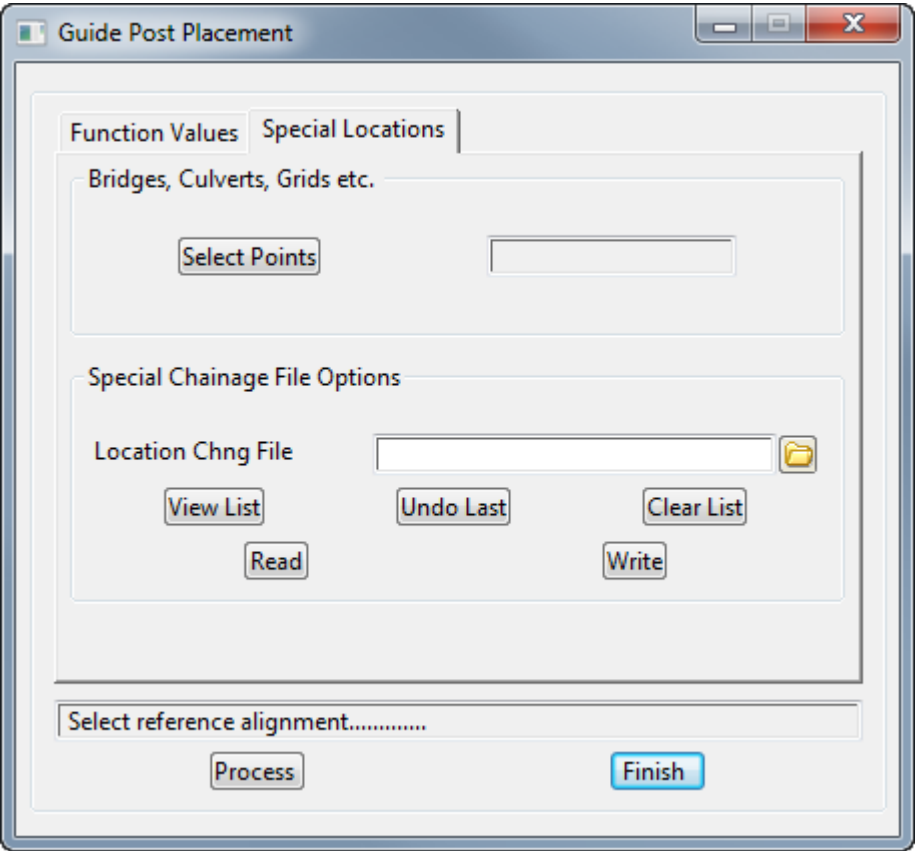 Guide Post Placement
Function Values Special Locations
Bridges, Culverts, Grids etc.
Select Points
Special Chainage File Options
Location Chng File
View List Undo Last Clear List
Read Write
Select reference alignment.............
Process Finish